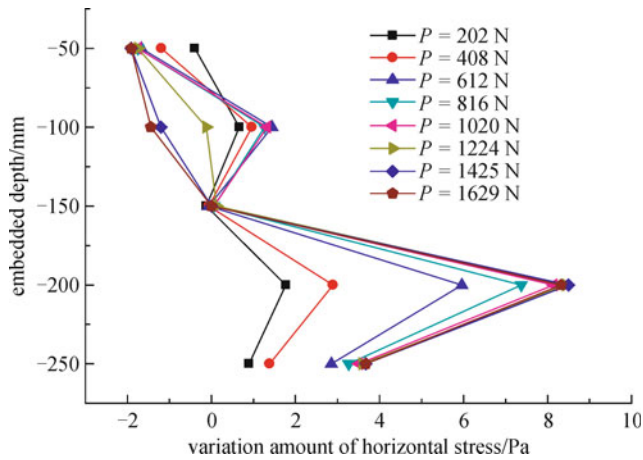 P = 202 N
P = 408 N
P = 612 N
P = 816 N
P = 1020 N
P = 1224 N
P = 1425 N
P = 1629 N
embedded depth/mm
−50
−100
−150
−200
−250
−2
0
2
4
6
8
10
variation amount of horizontal stress/Pa